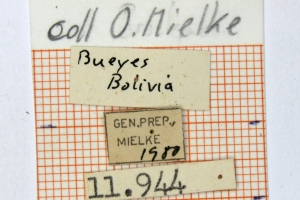 coll O. Mielke
Bueyes
Bolivia
GEN. PREP.,
MIELKE
1980
11.944